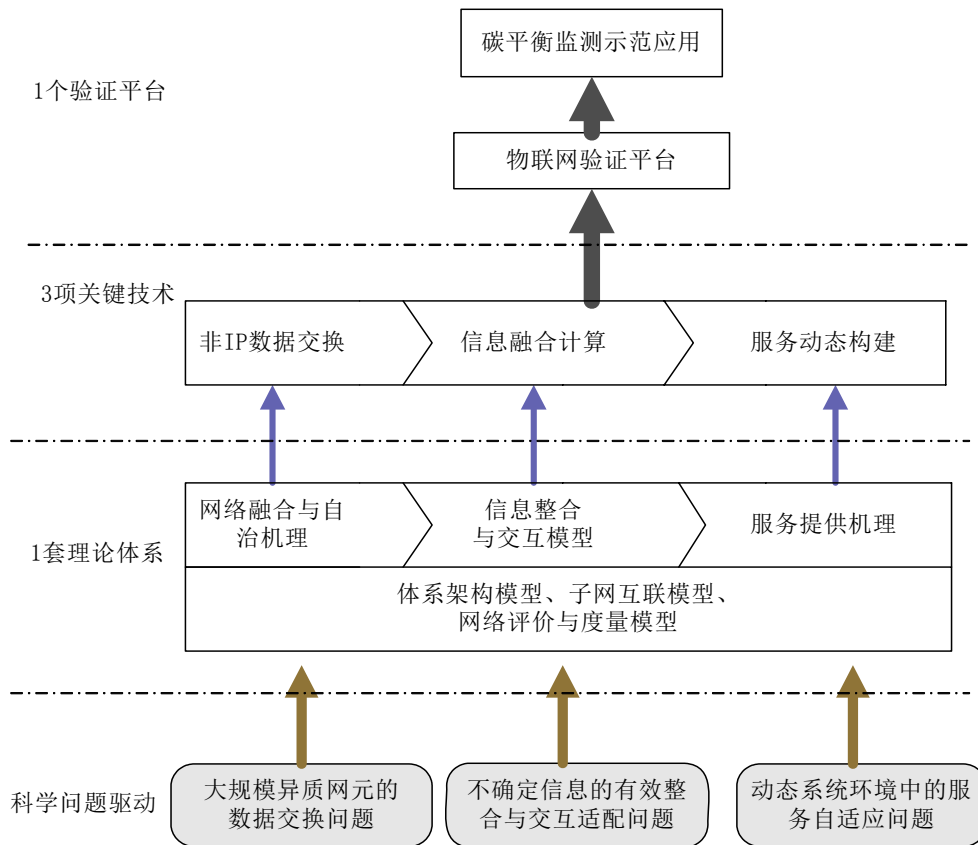 碳平衡监测示范应用
1个验证平台
物联网验证平台
3项关键技术
非IP数据交换
信息融合计算
服务动态构建
网络融合与自
治机理
信息整合
与交互模型
服务提供机理
1套理论体系
体系架构模型、子网互联模型、
网络评价与度量模型
科学问题驱动
大规模异质网元的
数据交换问题
不确定信息的有效整
合与交互适配问题
动态系统环境中的服
务自适应问题